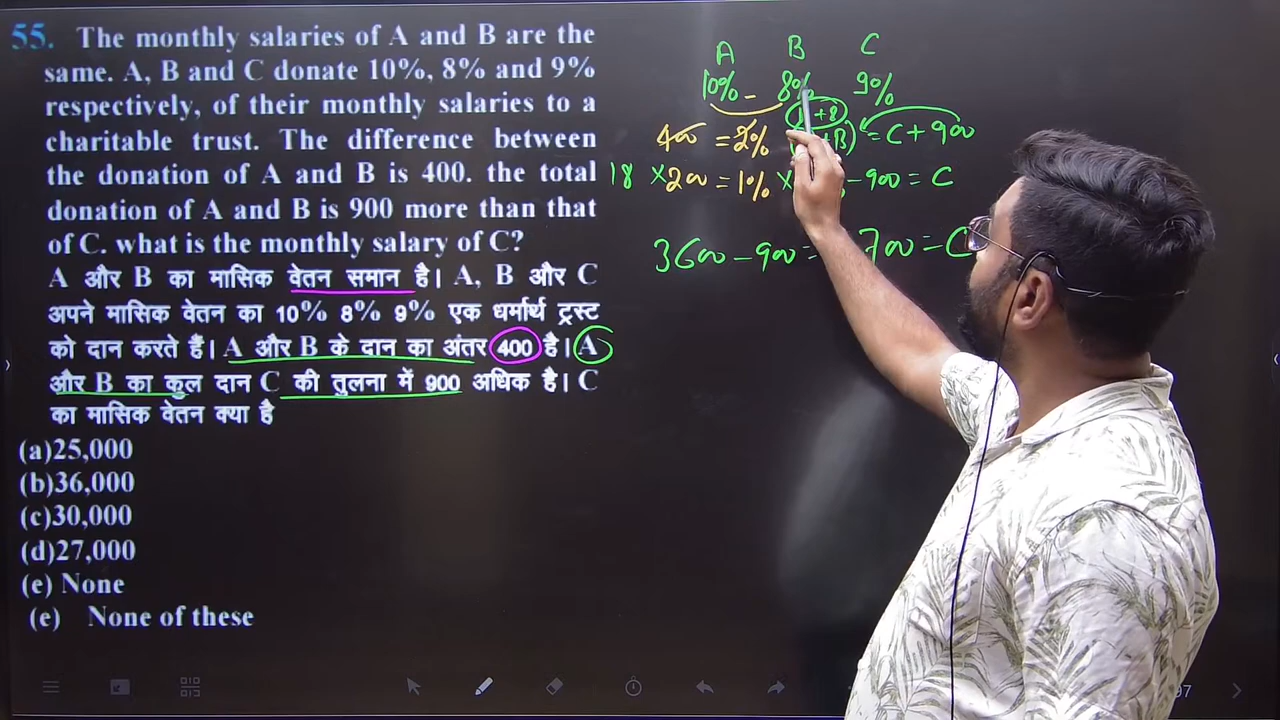 55. The monthly salaries of A and B are the
same. A, B and C donate 10%, 8% and 9%
respectively, of their monthly salaries to a
charitable trust. The difference between
the donation of A and B is 400. the total
donation of A and B is 900 more than that
of C. what is the monthly salary of C?
A और B का मासिक वेतन समान है। A, B और C
अपने मासिक वेतन का 10% 8% 9% एक धर्मार्थ ट्रस्ट
को दान करते हैं। A और B के दान का अंतर 400 है। A
और B का कुल दान C की तुलना में 900 अधिक है। C
का मासिक वेतन क्या है
(a)25,000
(b)36,000
(c)30,000
(d)27,000
(e) None
(e) None of these
A B C
10% - 8% 9%
+8
400 = 2% +B) = C + 900
18 ×200 = 1% × - 900 = C
3600 - 900 = 700 = C
97